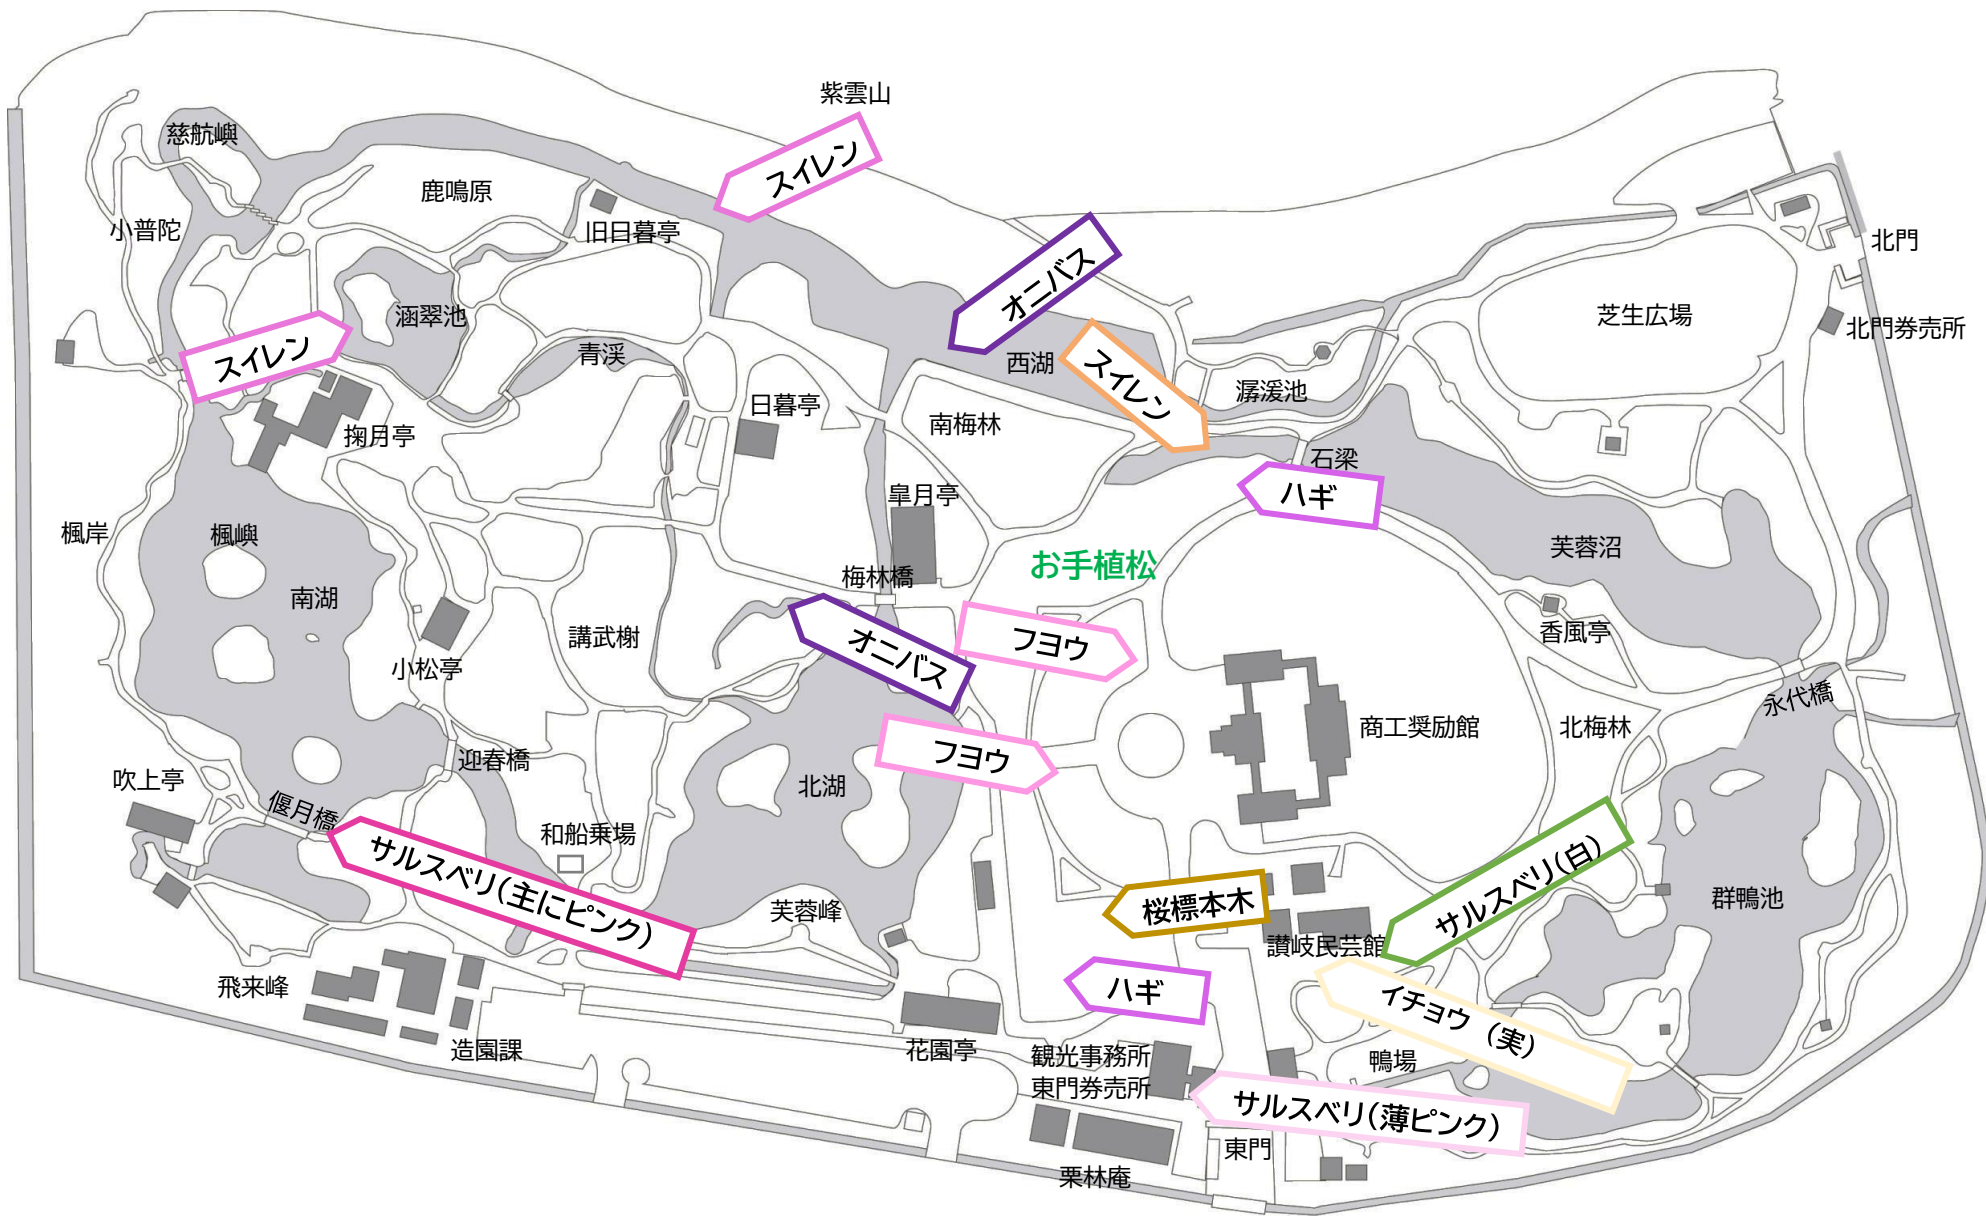 紫雲山
スイレン
慈航嶼
鹿鳴原
小普陀
旧日暮亭
オニバス
北門
涵翠池
スイレン
青渓
西湖
スイレン
潺湲池
芝生広場
北門券売所
日暮亭
南梅林
掬月亭
石梁
ハギ
皐月亭
楓岸
楓嶼
芙蓉沼
お手植松
梅林橋
南湖
小松亭
講武榭
オニバス
フヨウ
香風亭
永代橋
北梅林
商工奨励館
フヨウ
迎春橋
吹上亭
偃月橋
北湖
和船乗場
サルスベリ（主にピンク）
サルスベリ（白）
芙蓉峰
桜標本木
群鴨池
讃岐民芸館
飛来峰
ハギ
イチョウ（実）
造園課
花園亭
観光事務所
東門券売所
鴨場
サルスベリ（薄ピンク）
東門
栗林庵